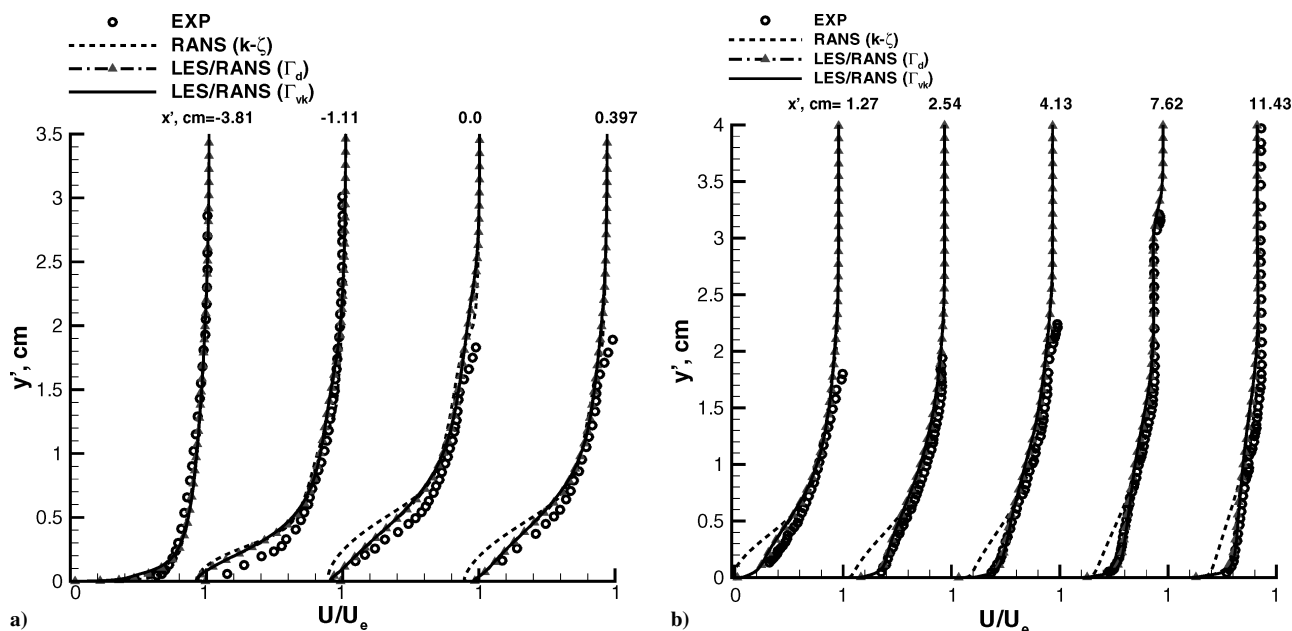 EXP
RANS (k-ζ)
LES/RANS (Γd)
LES/RANS (Γvk)
x', cm=-3.81 -1.11 0.0 0.397
3.5
3
2.5
2
1.5
1
0.5
0
y', cm
0 1 1 1 1
U/Ue
a)
EXP
RANS (k-ζ)
LES/RANS (Γd)
LES/RANS (Γvk)
x', cm= 1.27 2.54 4.13 7.62 11.43
4
3.5
3
2.5
2
1.5
1
0.5
0
y', cm
0 1 1 1 1 1
U/Ue
b)